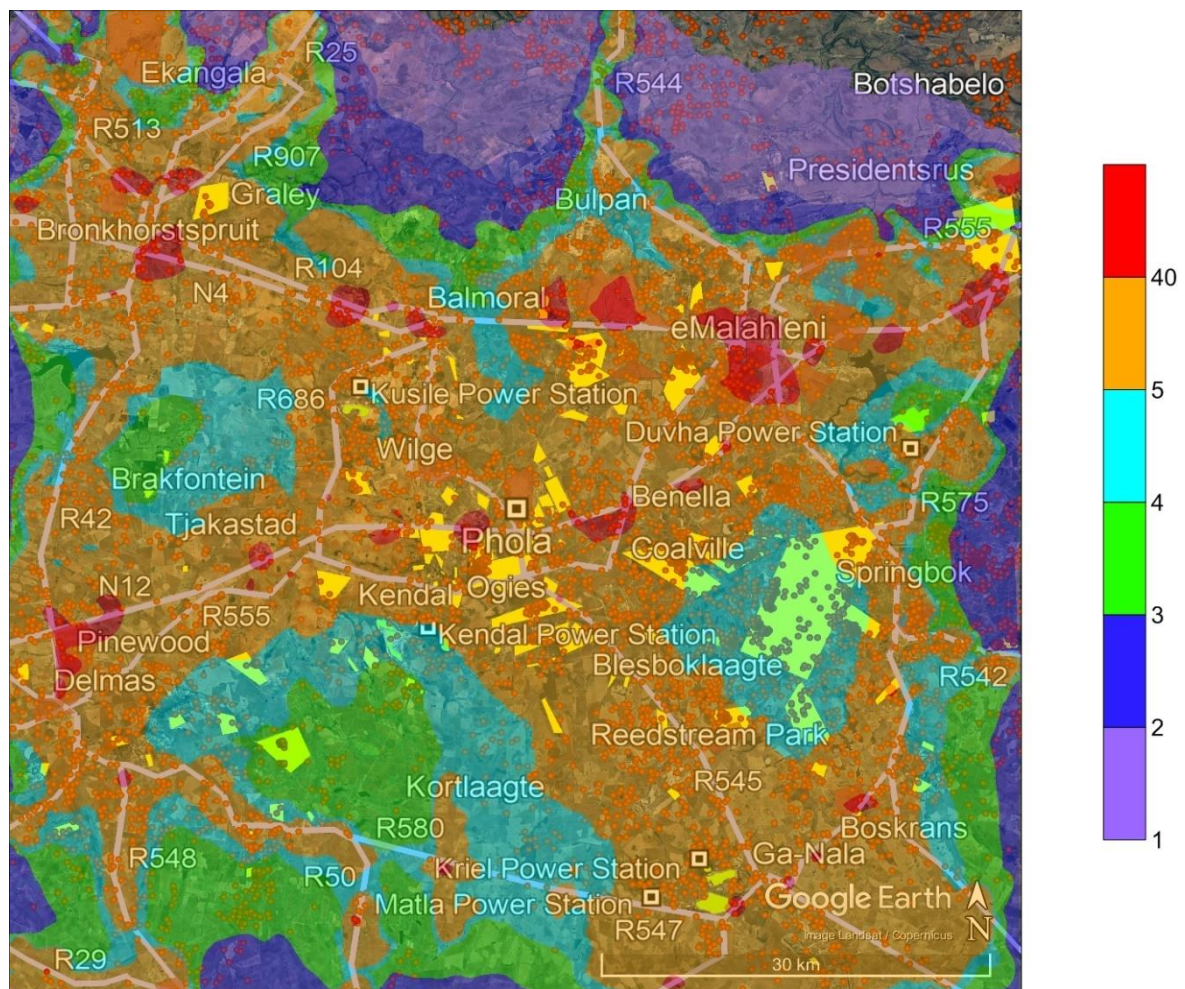 R25
Ekangala
R544
Botshabelo
R513
R907
Presidentsrus
Graley
Bulpan
Bronkhorstspruit
R555
R104
N4
Balmoral
40
eMalahleni
R686
Kusile Power Station
5
Duvha Power Station
Wilge
Brakfontein
Benella
R575
4
R42
Tjakastad
Phola
Coalville
Springbok
N12
Kendal
Ogies
R555
3
Pinewood
Kendal Power Station
Blesboklaagte
Delmas
R542
2
Reedstream Park
R545
Kortlaagte
R580
Boskrans
1
R548
Ga-Nala
R50
Kriel Power Station
Matla Power Station
Google Earth
R547
Image Landsat / Copernicus
N
R29
30 km